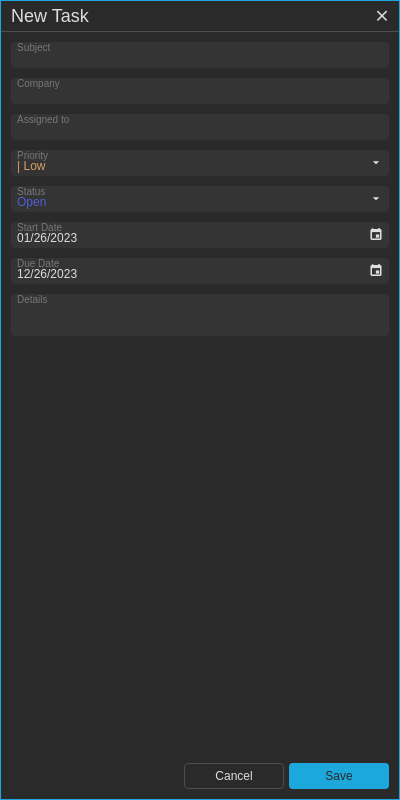 New Task
Subject
Company
Assigned to
Priority
| Low
Status
Open
Start Date
01/26/2023
Due Date
12/26/2023
Details
Cancel
Save